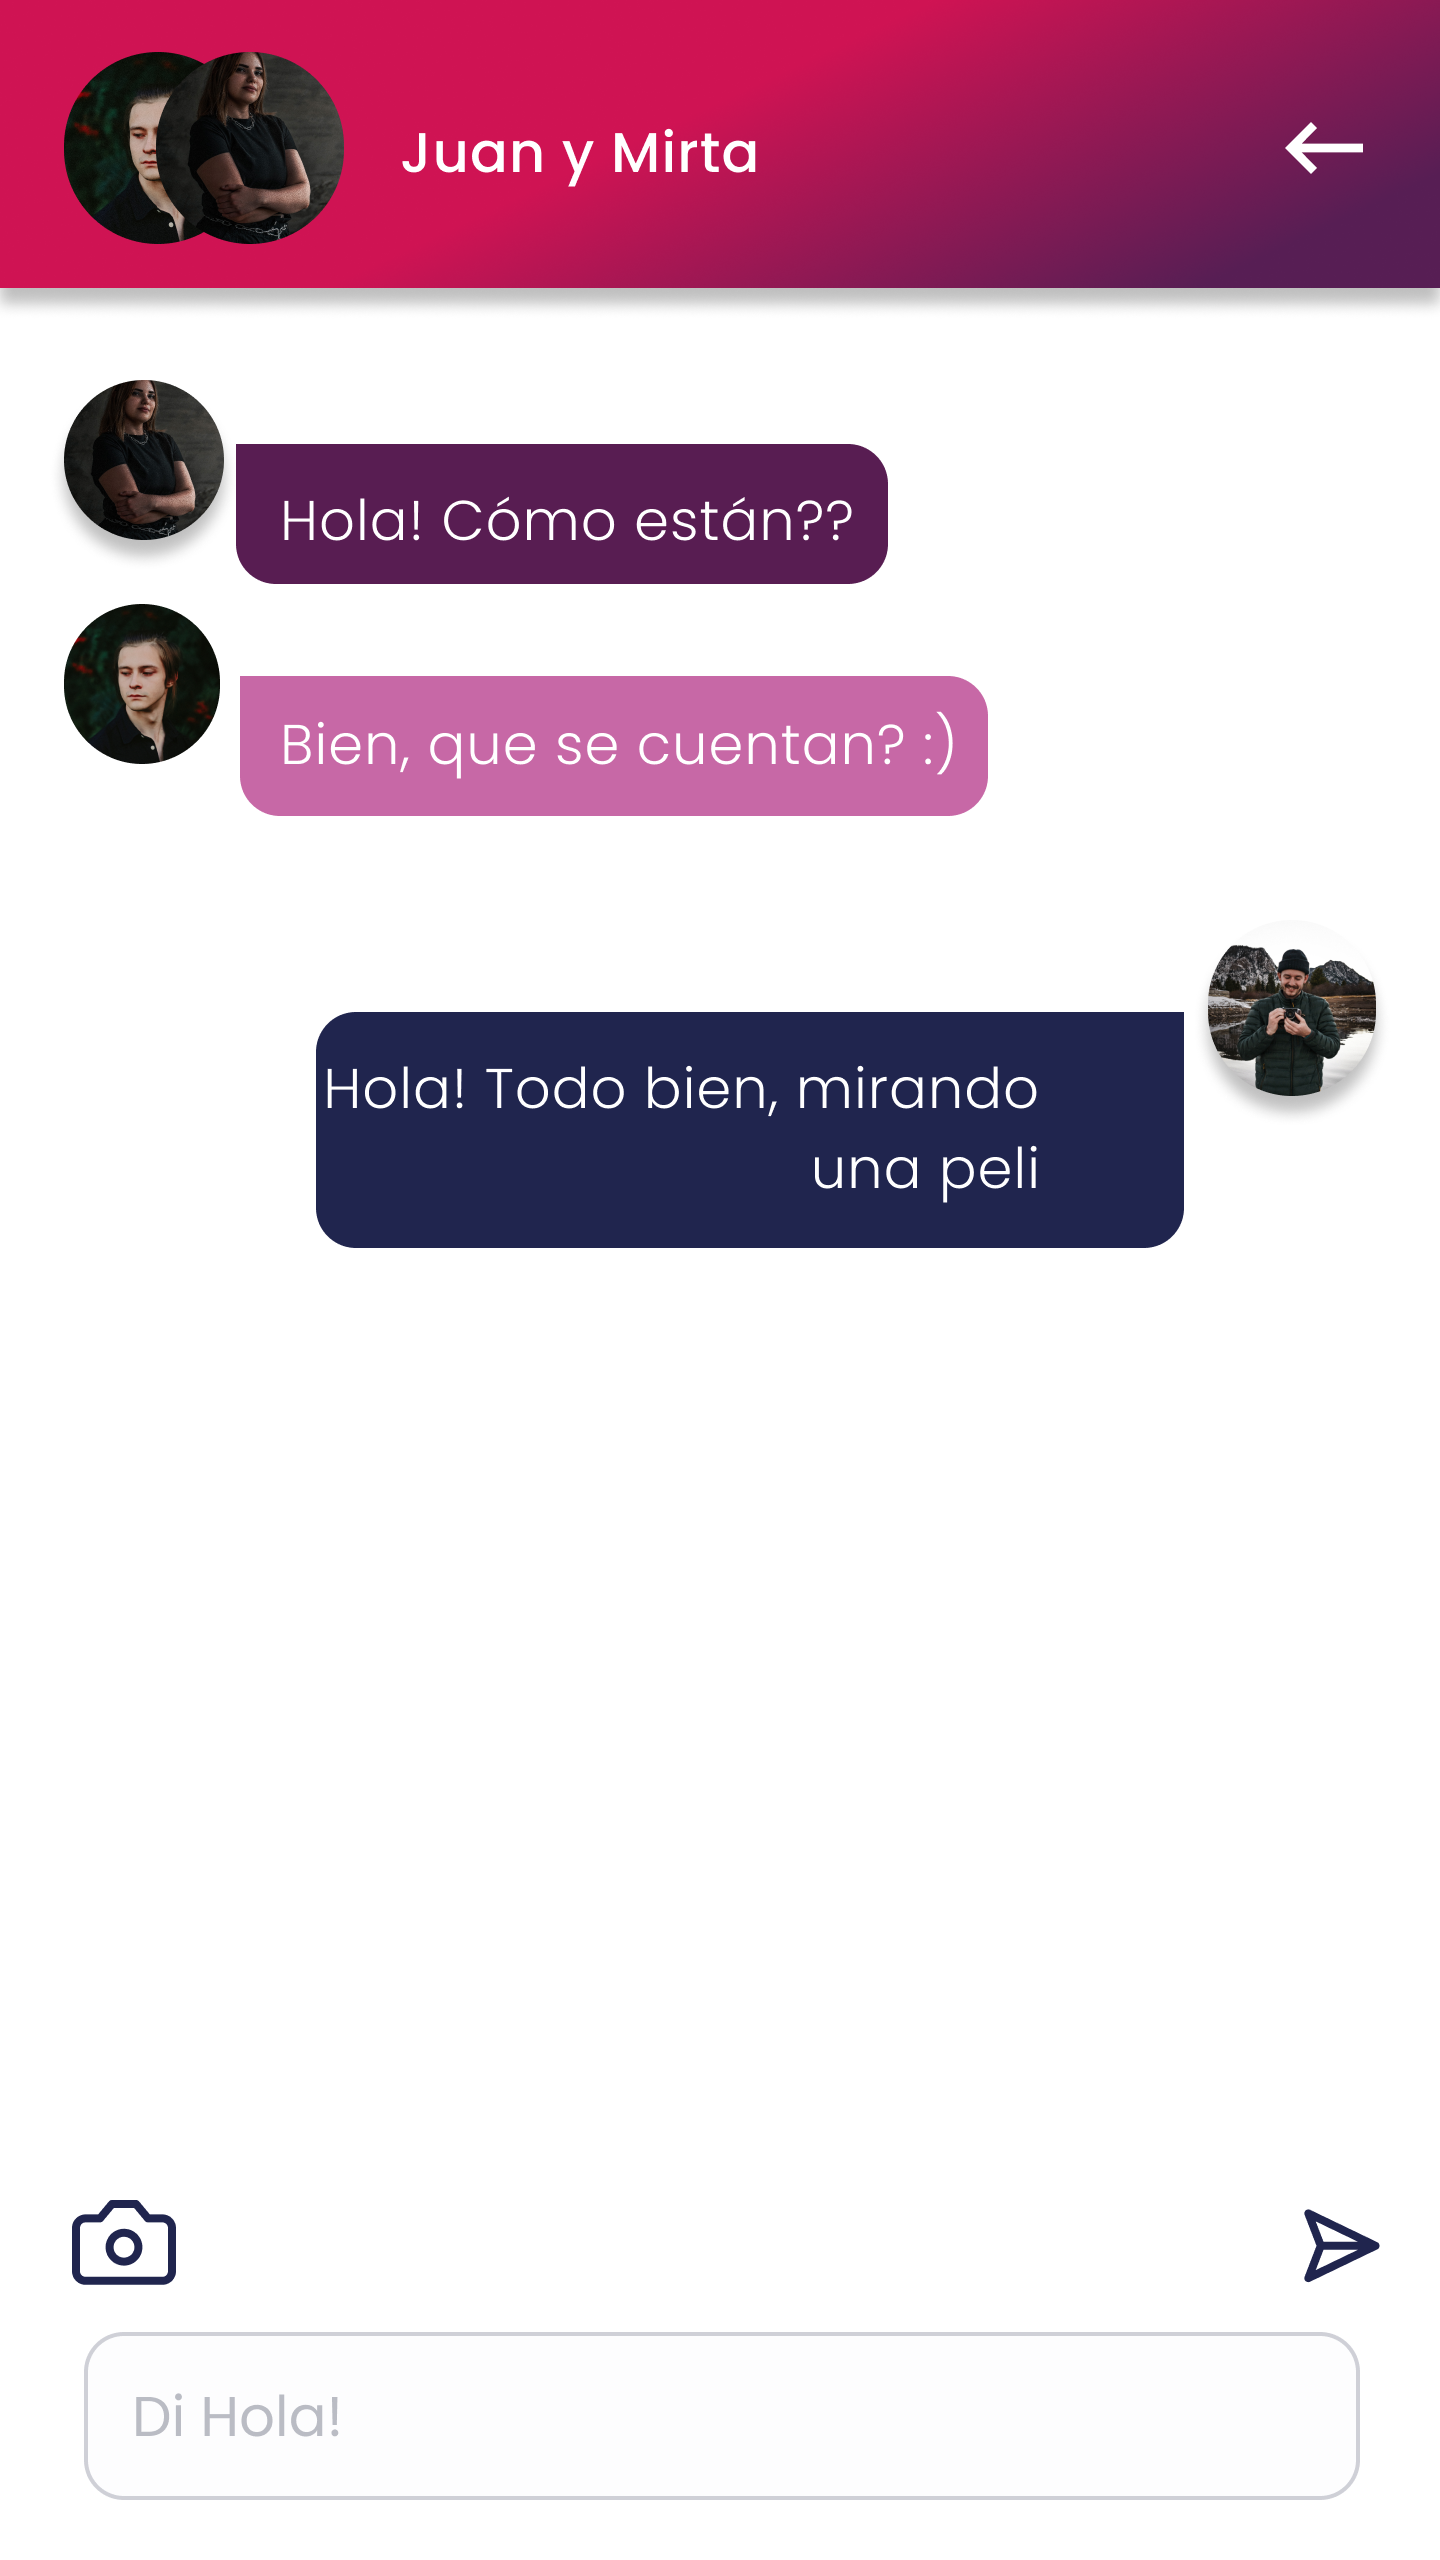 Juan y Mirta
Hola! Cómo están??
Bien, que se cuentan? :)
Hola! Todo bien, mirando
una peli
Di Hola!